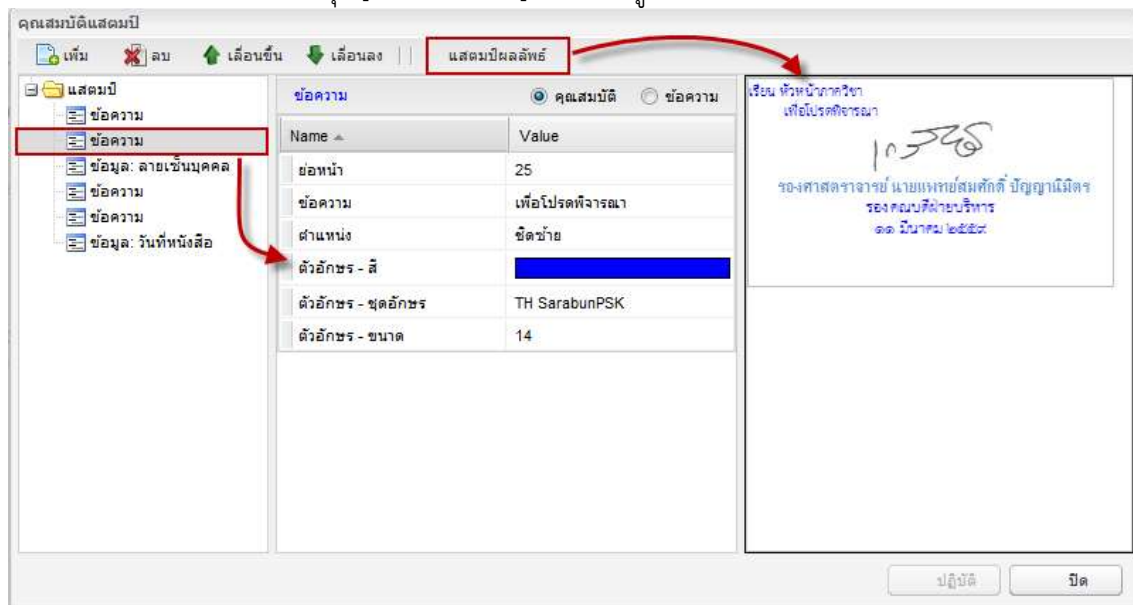 คุณสมบัติแสตมป์
เพิ่ม ลบ เลื่อนขึ้น เลื่อนลง แสตมป์ผลลัพธ์
แสตมป์
ข้อความ
ข้อความ
ข้อมูล: ลายเซ็นบุคคล
ข้อความ
ข้อความ
ข้อมูล: วันที่หนังสือ
ข้อความ คุณสมบัติ ข้อความ
Name Value
ย่อหน้า 25
ข้อความ เพื่อโปรดพิจารณา
ตำแหน่ง ชิดซ้าย
ตัวอักษร - สี
ตัวอักษร - ชุดอักษร TH SarabunPSK
ตัวอักษร - ขนาด 14
เรียน หัวหน้าภาควิชา
เพื่อโปรดพิจารณา
รองศาสตราจารย์ นายแพทย์สมศักดิ์ ปัญญานิมิตร
รองคณบดีฝ่ายบริหาร
๑๑ มีนาคม ๒๕๕๙
ปฏิบัติ ปิด